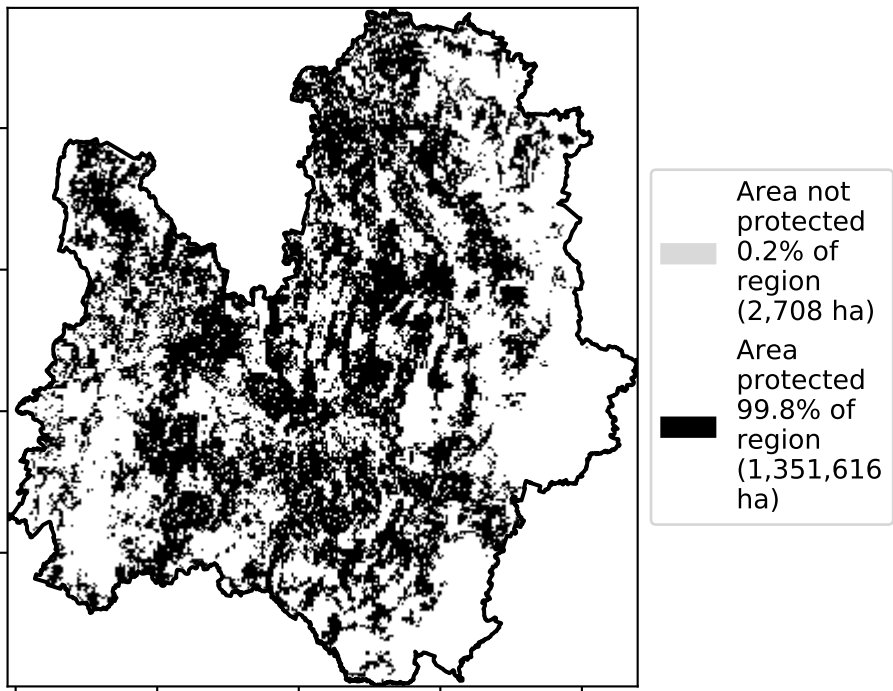 Area not
protected
0.2% of
region
(2,708 ha)
Area
protected
99.8% of
region
(1,351,616
ha)